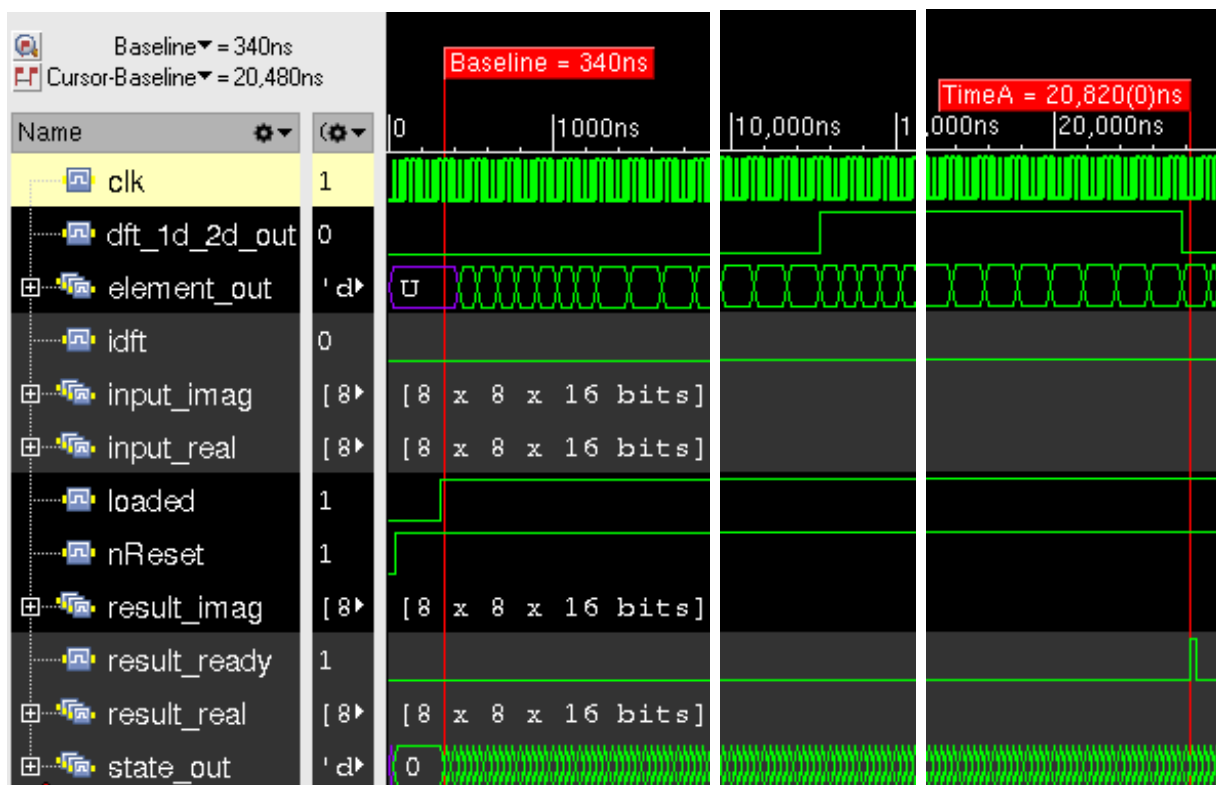 Baseline▼ = 340ns
Cursor-Baseline▼ = 20,480ns
Baseline = 340ns
TimeA = 20,820(0)ns
Name
0 1000ns 10,000ns 1 ,000ns 20,000ns
clk 1
dft_1d_2d_out 0
element_out 'd U
idft 0
input_imag [8 [8 x 8 x 16 bits]
input_real [8 [8 x 8 x 16 bits]
loaded 1
nReset 1
result_imag [8 [8 x 8 x 16 bits]
result_ready 1
result_real [8 [8 x 8 x 16 bits]
state_out 'd 0